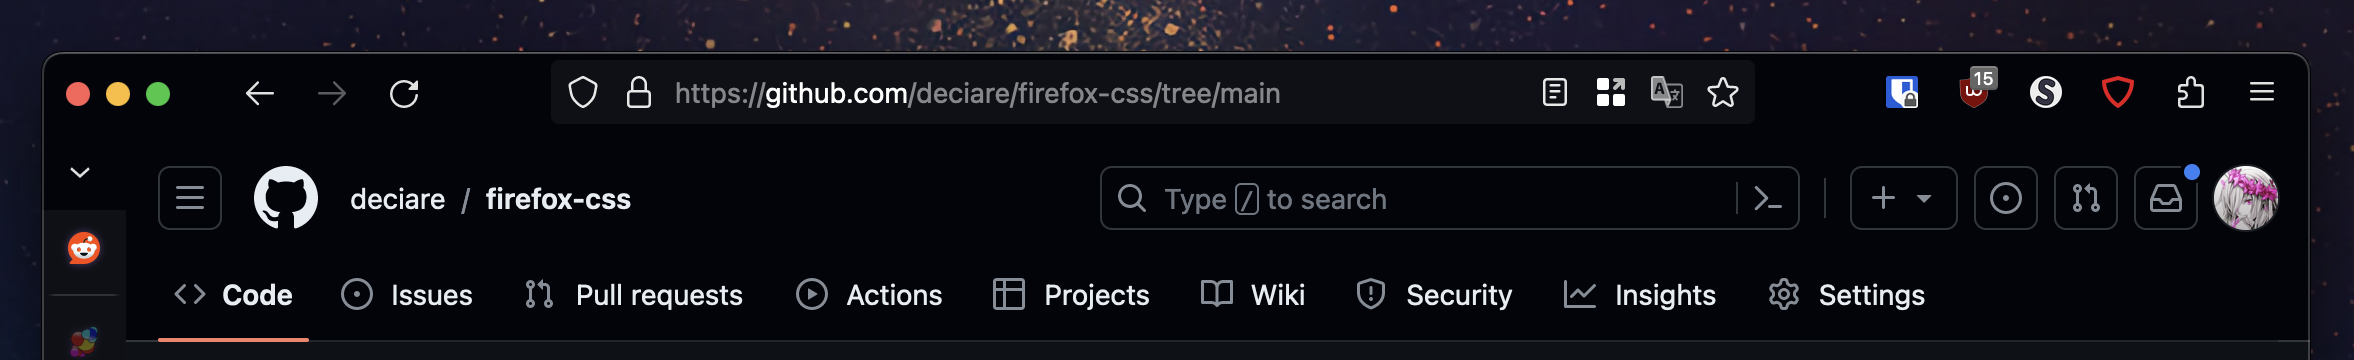 https://github.com/deciare/firefox-css/tree/main
15
deciare / firefox-css
Type / to search
Code Issues Pull requests Actions Projects Wiki Security Insights Settings